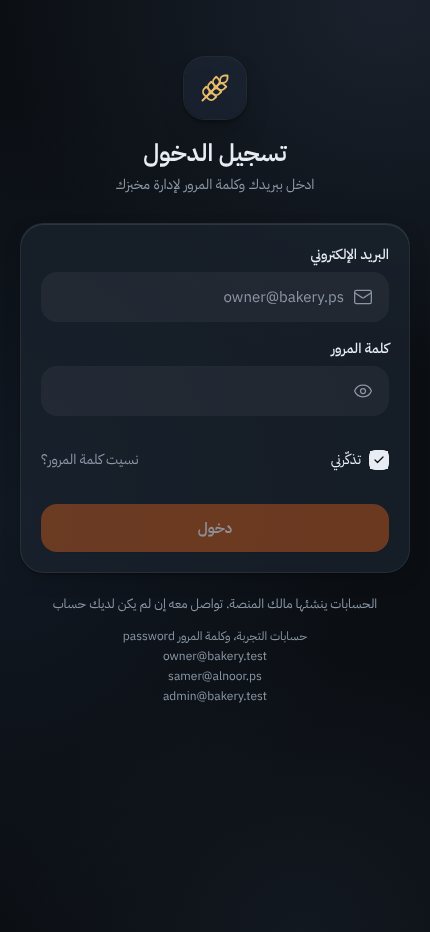 تسجيل الدخول
ادخل ببريدك وكلمة المرور لإدارة مخبزك
البريد الإلكتروني
owner@bakery.ps
كلمة المرور
تذكّرني
نسيت كلمة المرور؟
دخول
الحسابات ينشئها مالك المنصة. تواصل معه إن لم يكن لديك حساب
حسابات التجربة، وكلمة المرور password
owner@bakery.test
samer@alnoor.ps
admin@bakery.test